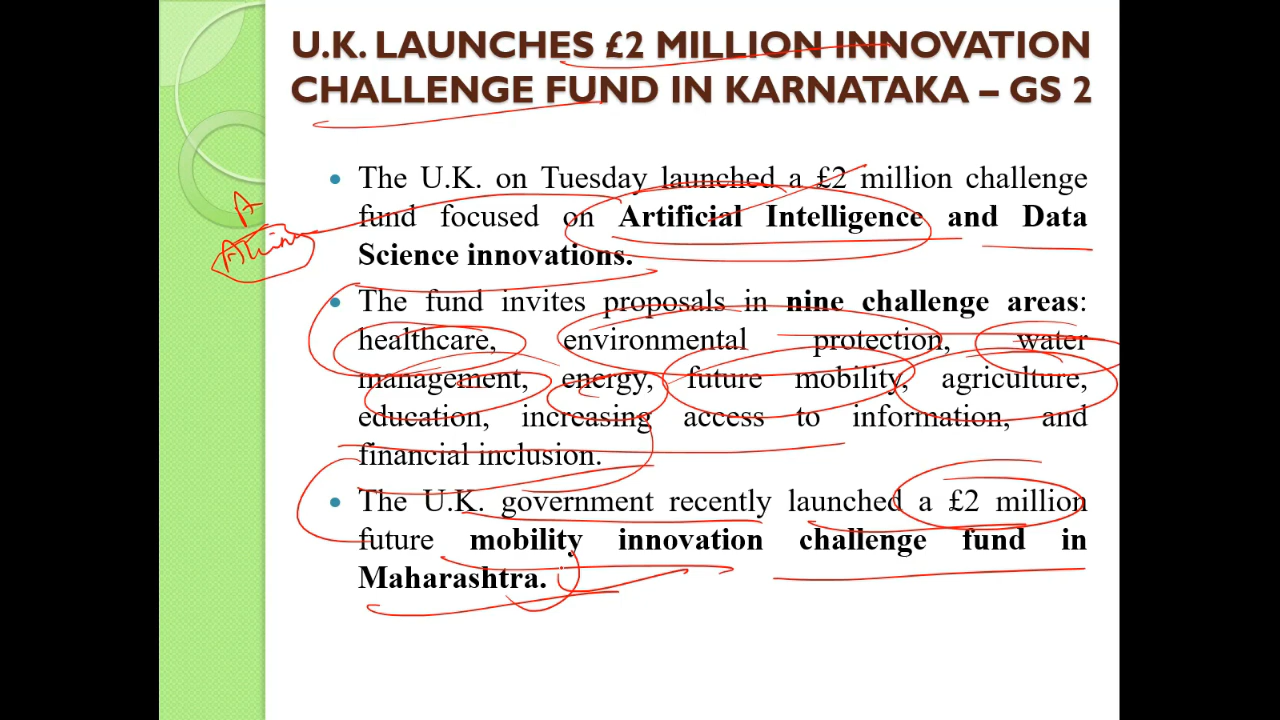 U.K. LAUNCHES £2 MILLION INNOVATION
CHALLENGE FUND IN KARNATAKA – GS 2
• The U.K. on Tuesday launched a £2 million challenge
fund focused on Artificial Intelligence and Data
Science innovations.
• The fund invites proposals in nine challenge areas:
healthcare, environmental protection, water
management, energy, future mobility, agriculture,
education, increasing access to information, and
financial inclusion.
• The U.K. government recently launched a £2 million
future mobility innovation challenge fund in
Maharashtra.